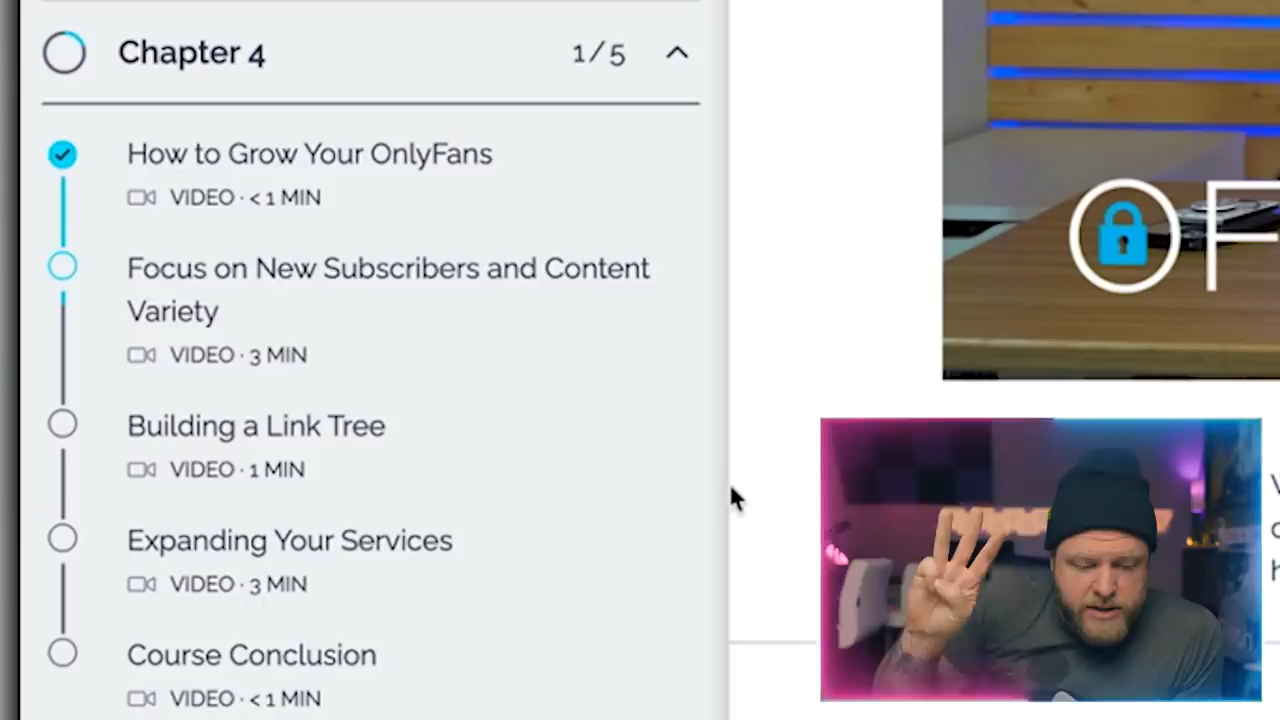 Chapter 4
1/5
How to Grow Your OnlyFans
VIDEO · < 1 MIN
Focus on New Subscribers and Content
Variety
VIDEO · 3 MIN
Building a Link Tree
VIDEO · 1 MIN
Expanding Your Services
VIDEO · 3 MIN
Course Conclusion
VIDEO · < 1 MIN
OF